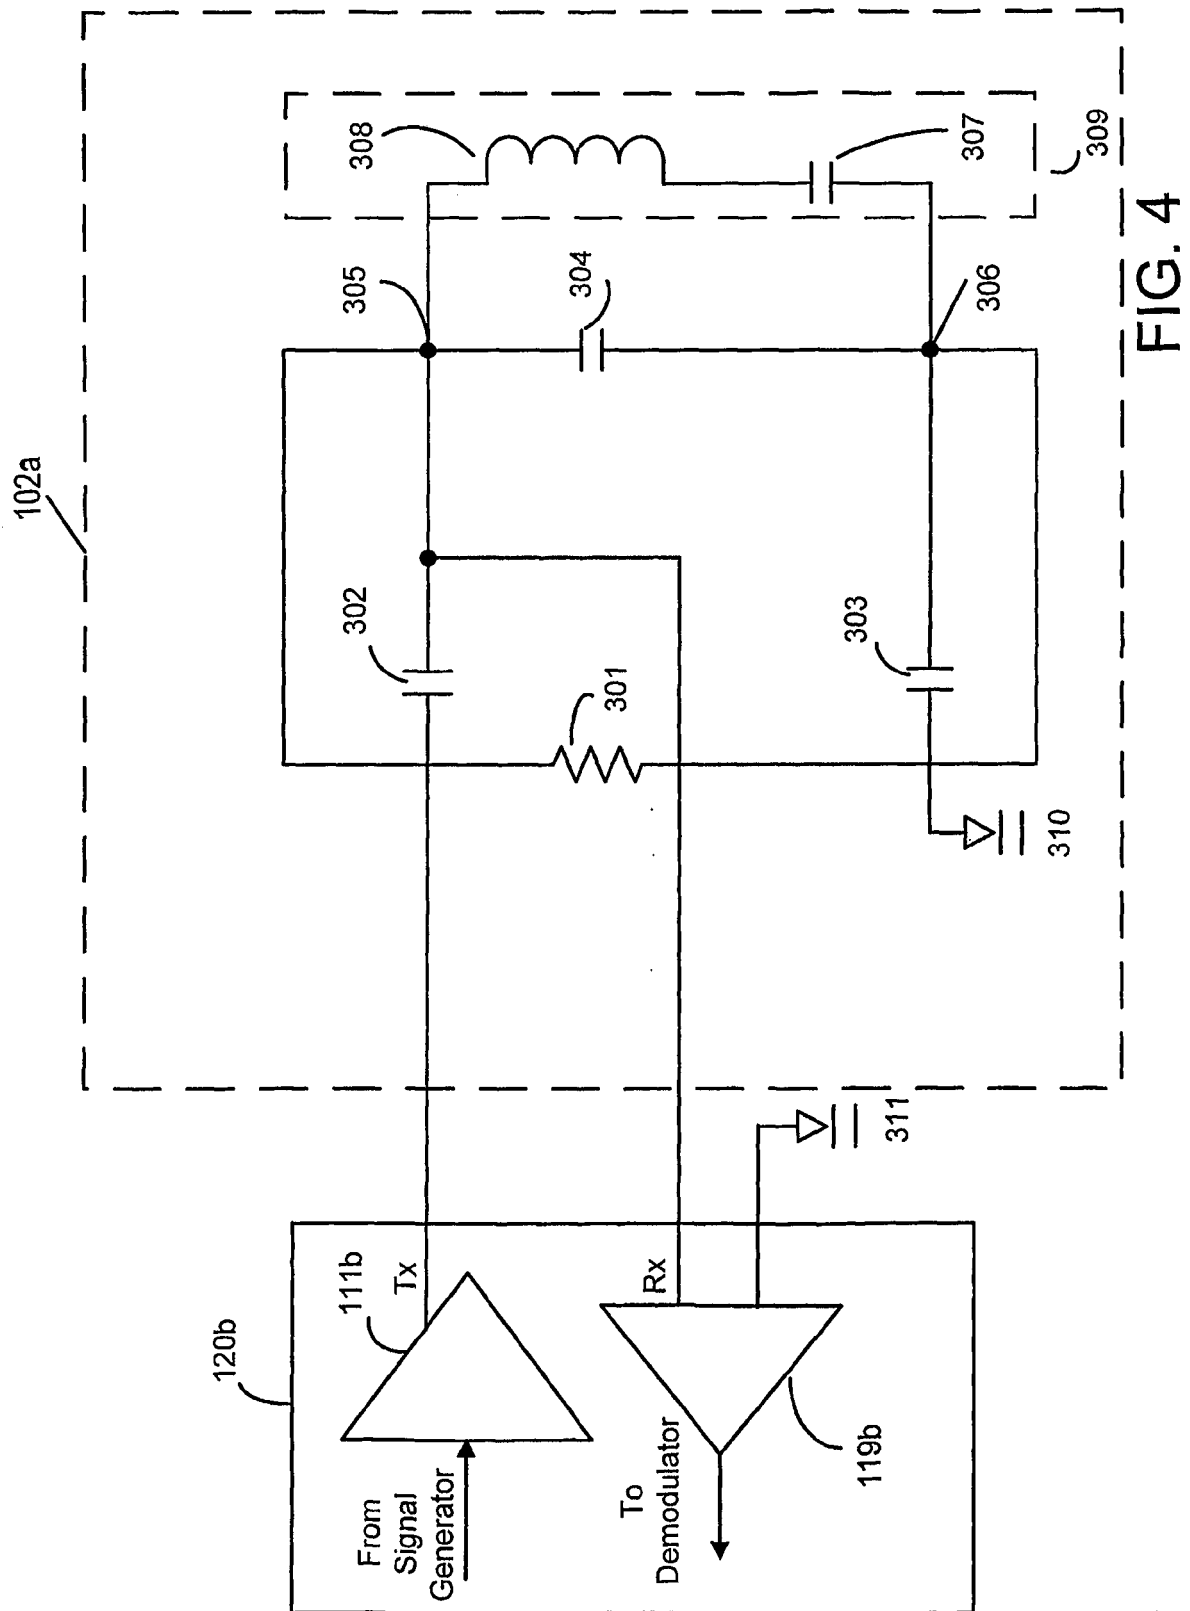 102a
308
307
309
305
304
306
302
303
301
310
311
120b
111b
Tx
Rx
119b
From
Signal
Generator
To
Demodulator
FIG. 4